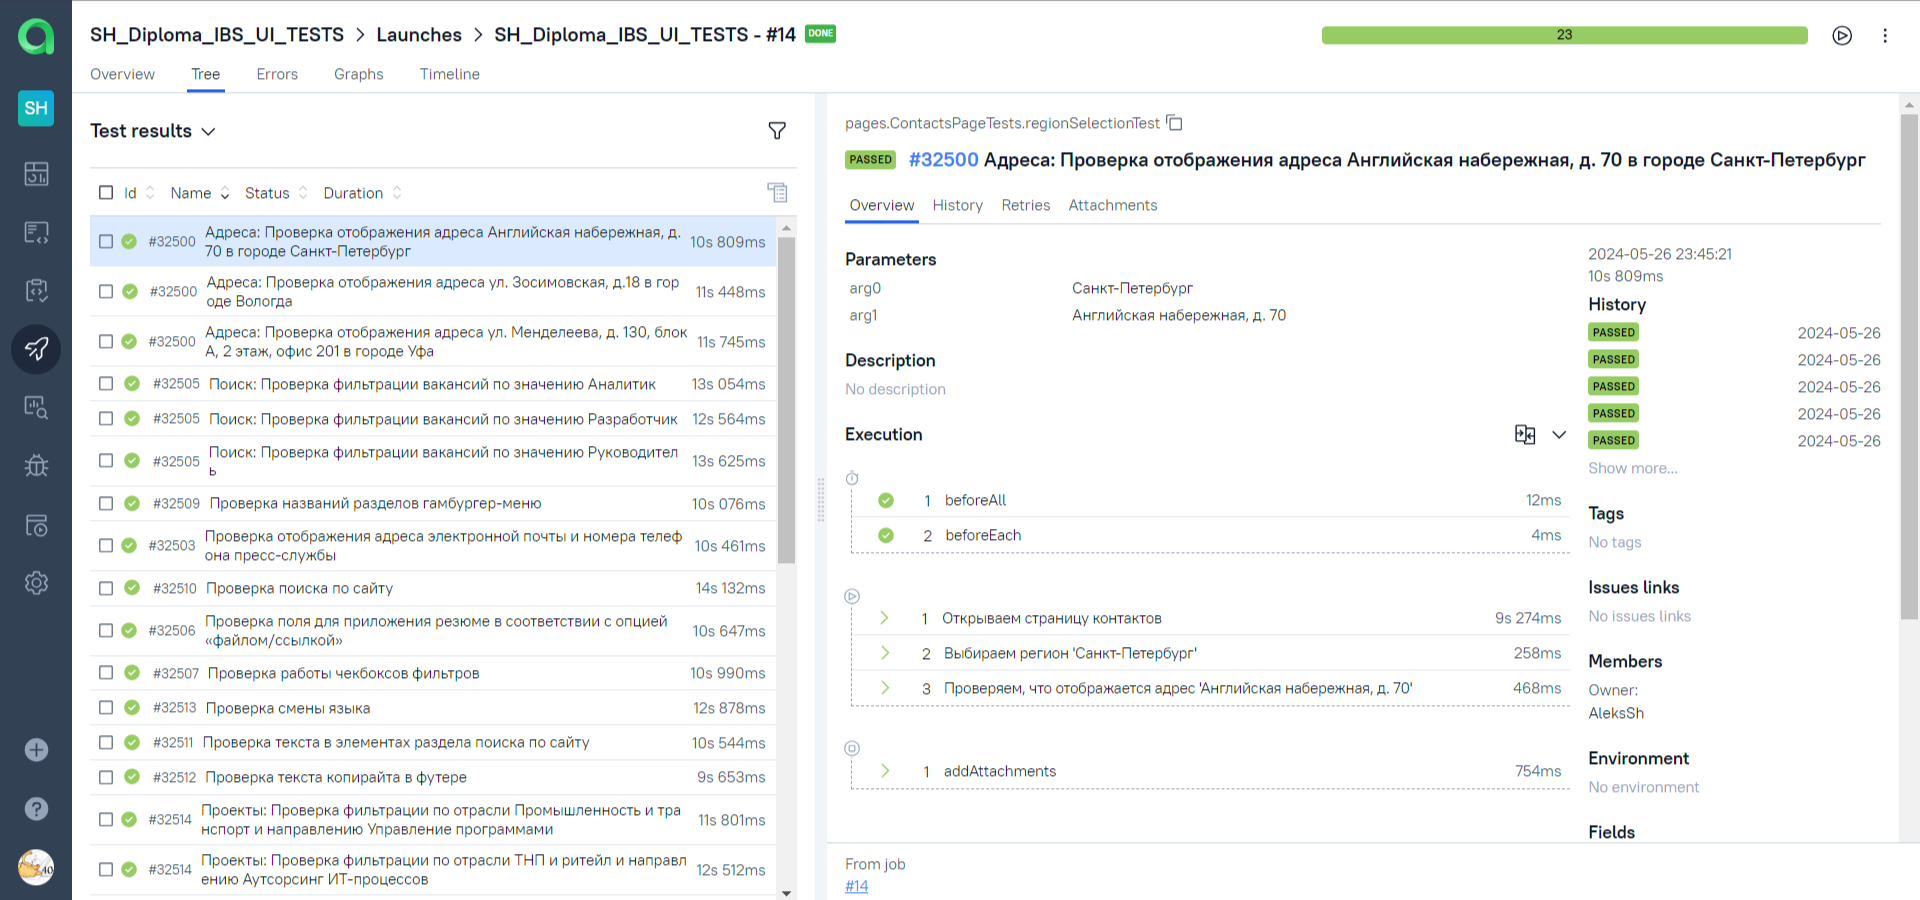 SH_Diploma_IBS_UI_TESTS > Launches > SH_Diploma_IBS_UI_TESTS - #14 DONE
23
Overview Tree Errors Graphs Timeline
SH
Test results
Id Name Status Duration
#32500 Адреса: Проверка отображения адреса Английская набережная, д.
70 в городе Санкт-Петербург 10s 809ms
#32500 Адреса: Проверка отображения адреса ул. Зосимовская, д.18 в гор
оде Вологда 11s 448ms
#32500 Адреса: Проверка отображения адреса ул. Менделеева, д. 130, блок
А, 2 этаж, офис 201 в городе Уфа 11s 745ms
#32505 Поиск: Проверка фильтрации вакансий по значению Аналитик 13s 054ms
#32505 Поиск: Проверка фильтрации вакансий по значению Разработчик 12s 564ms
#32505 Поиск: Проверка фильтрации вакансий по значению Руководител
ь 13s 625ms
#32509 Проверка названий разделов гамбургер-меню 10s 076ms
#32503 Проверка отображения адреса электронной почты и номера телеф
она пресс-службы 10s 461ms
#32510 Проверка поиска по сайту 14s 132ms
#32506 Проверка поля для приложения резюме в соответствии с опцией
«файлом/ссылкой» 10s 647ms
#32507 Проверка работы чекбоксов фильтров 10s 990ms
#32513 Проверка смены языка 12s 878ms
#32511 Проверка текста в элементах раздела поиска по сайту 10s 544ms
#32512 Проверка текста копирайта в футере 9s 653ms
#32514 Проекты: Проверка фильтрации по отрасли Промышленность и тра
нспорт и направлению Управление программами 11s 801ms
#32514 Проекты: Проверка фильтрации по отрасли ТНП и ритейл и направл
ению Аутсорсинг ИТ-процессов 12s 512ms
pages.ContactsPageTests.regionSelectionTest
PASSED #32500 Адреса: Проверка отображения адреса Английская набережная, д. 70 в городе Санкт-Петербург
Overview History Retries Attachments
Parameters
arg0 Санкт-Петербург
arg1 Английская набережная, д. 70
Description
No description
Execution
1 beforeAll 12ms
2 beforeEach 4ms
1 Открываем страницу контактов 9s 274ms
2 Выбираем регион 'Санкт-Петербург' 258ms
3 Проверяем, что отображается адрес 'Английская набережная, д. 70' 468ms
1 addAttachments 754ms
2024-05-26 23:45:21
10s 809ms
History
PASSED 2024-05-26
PASSED 2024-05-26
PASSED 2024-05-26
PASSED 2024-05-26
PASSED 2024-05-26
Show more...
Tags
No tags
Issues links
No issues links
Members
Owner:
AleksSh
Environment
No environment
Fields
From job
#14